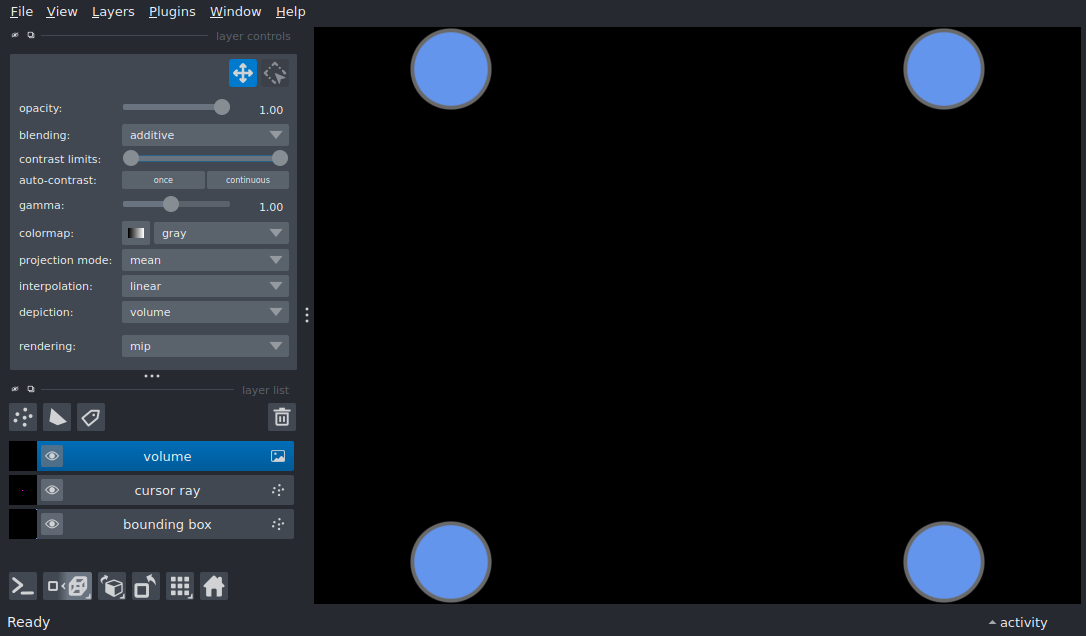 File View Layers Plugins Window Help
layer controls
opacity: 1.00
blending: additive
contrast limits:
auto-contrast: once continuous
gamma: 1.00
colormap: gray
projection mode: mean
interpolation: linear
depiction: volume
rendering: mip
layer list
volume
cursor ray
bounding box
Ready activity